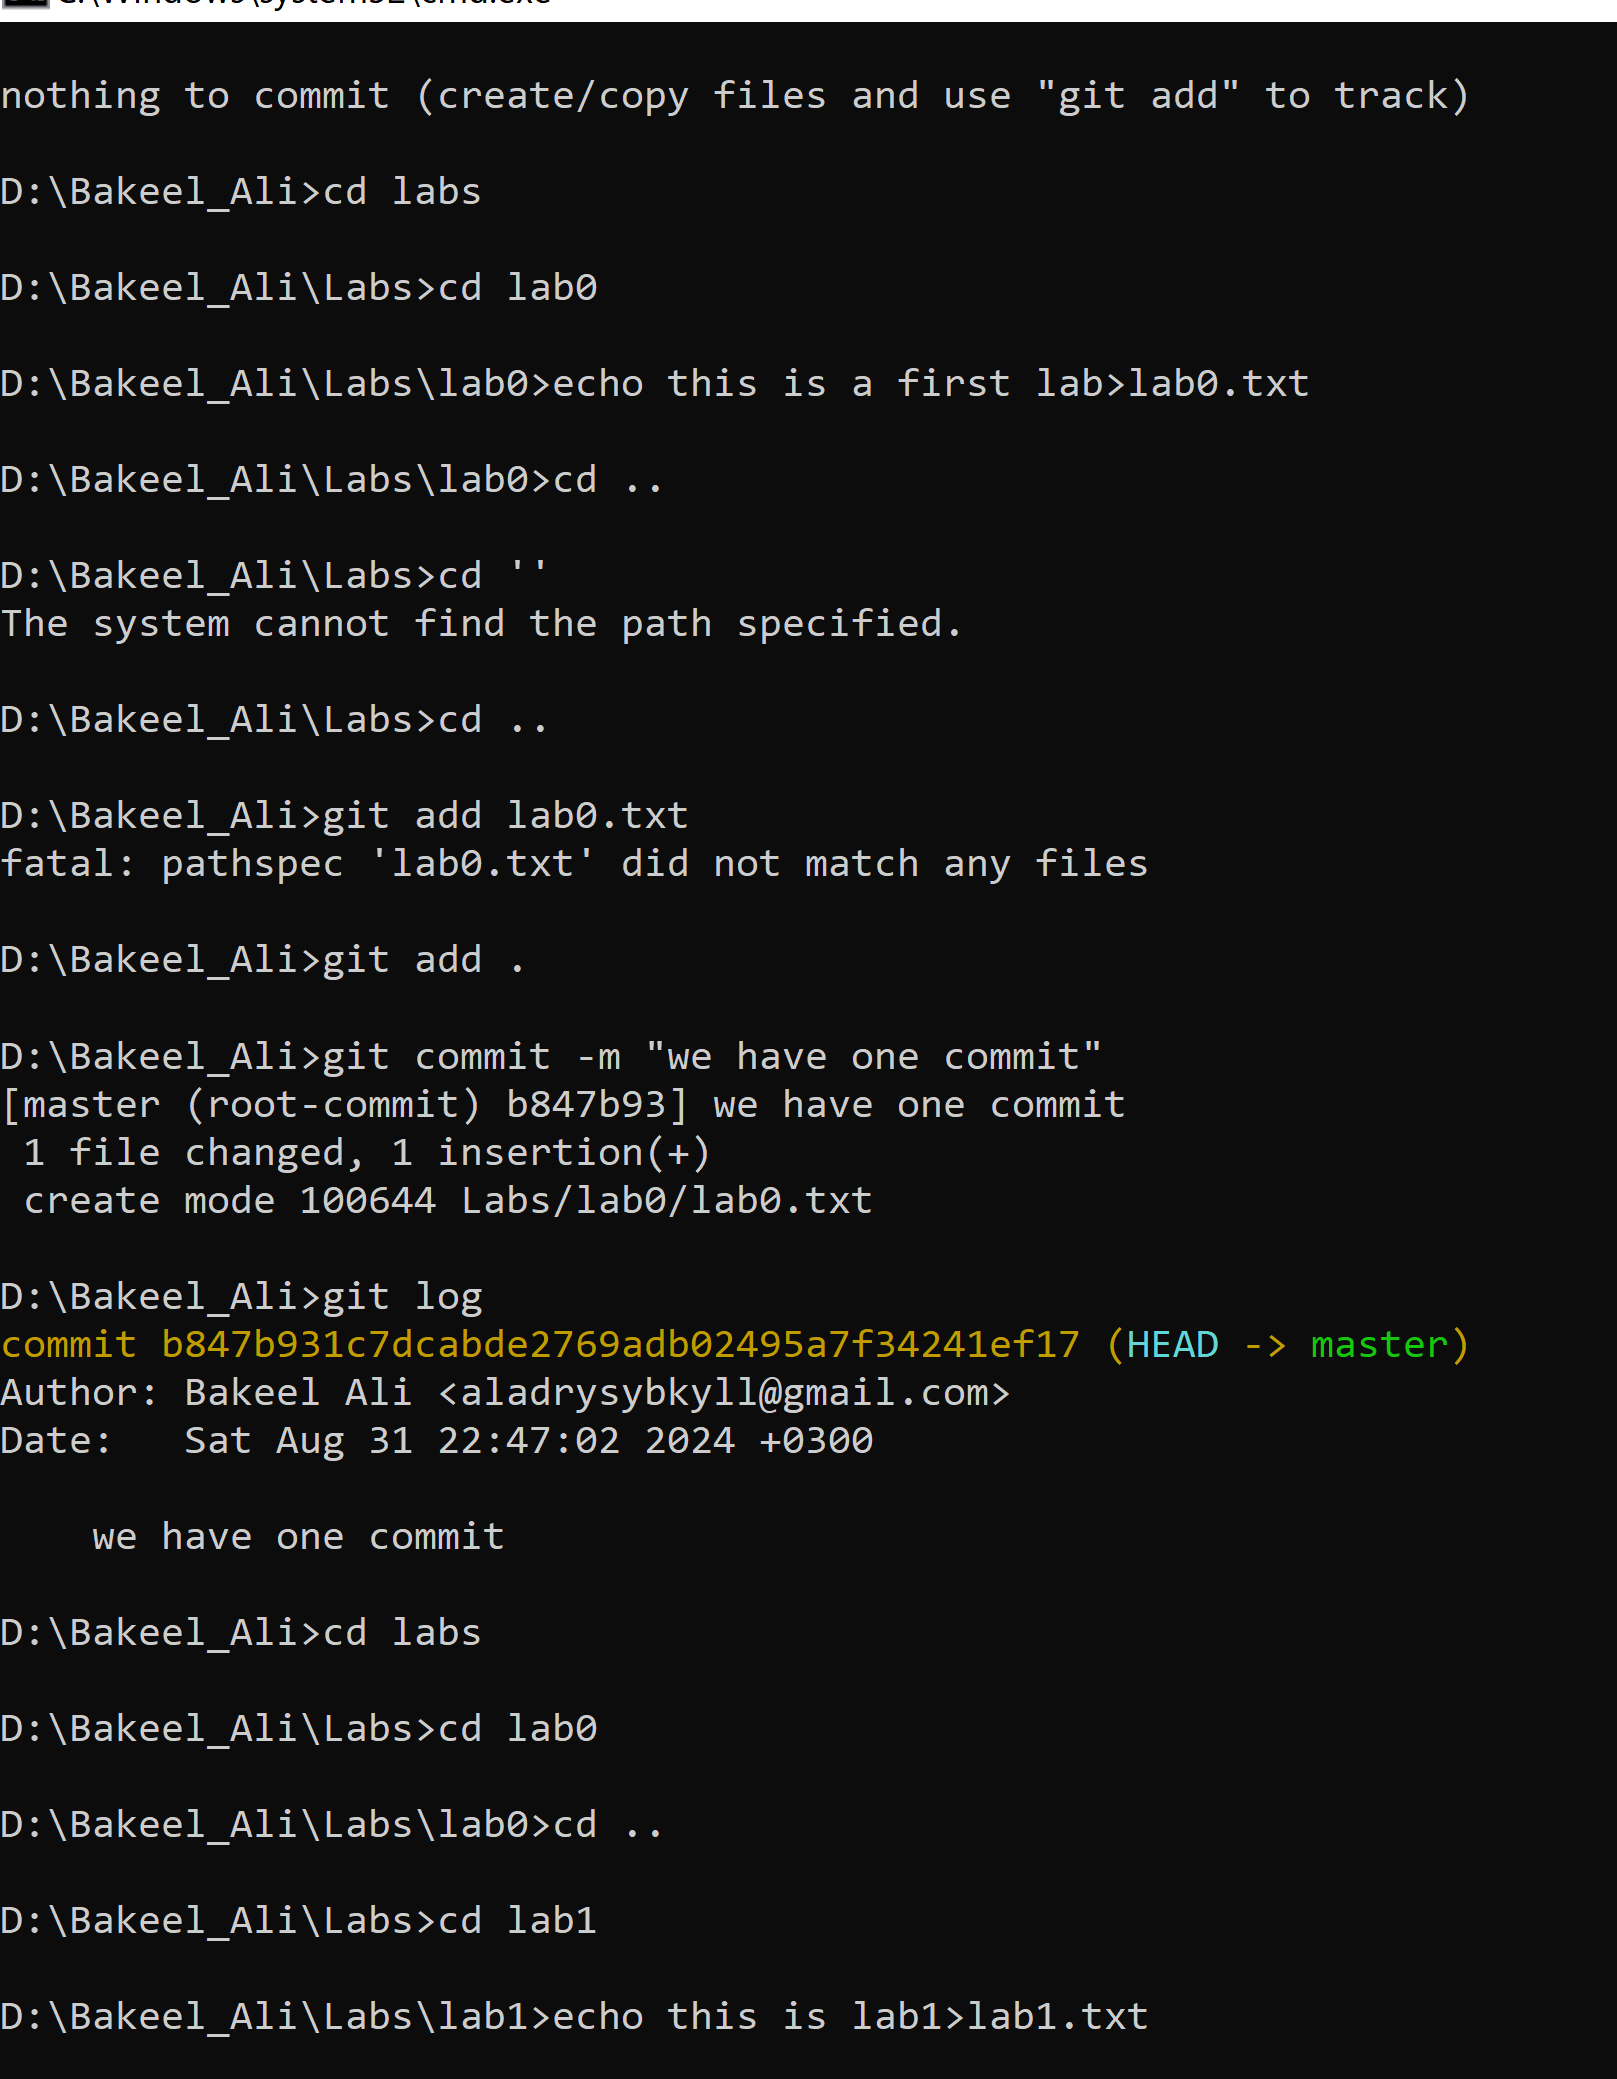 C:\Windows\system32\cmd.exe
nothing to commit (create/copy files and use "git add" to track)
D:\Bakeel_Ali>cd labs
D:\Bakeel_Ali\Labs>cd lab0
D:\Bakeel_Ali\Labs\lab0>echo this is a first lab>lab0.txt
D:\Bakeel_Ali\Labs\lab0>cd ..
D:\Bakeel_Ali\Labs>cd ''
The system cannot find the path specified.
D:\Bakeel_Ali\Labs>cd ..
D:\Bakeel_Ali>git add lab0.txt
fatal: pathspec 'lab0.txt' did not match any files
D:\Bakeel_Ali>git add .
D:\Bakeel_Ali>git commit -m "we have one commit"
[master (root-commit) b847b93] we have one commit
 1 file changed, 1 insertion(+)
 create mode 100644 Labs/lab0/lab0.txt
D:\Bakeel_Ali>git log
commit b847b931c7dcabde2769adb02495a7f34241ef17 (HEAD -> master)
Author: Bakeel Ali <aladrysybkyll@gmail.com>
Date:   Sat Aug 31 22:47:02 2024 +0300
    we have one commit
D:\Bakeel_Ali>cd labs
D:\Bakeel_Ali\Labs>cd lab0
D:\Bakeel_Ali\Labs\lab0>cd ..
D:\Bakeel_Ali\Labs>cd lab1
D:\Bakeel_Ali\Labs\lab1>echo this is lab1>lab1.txt